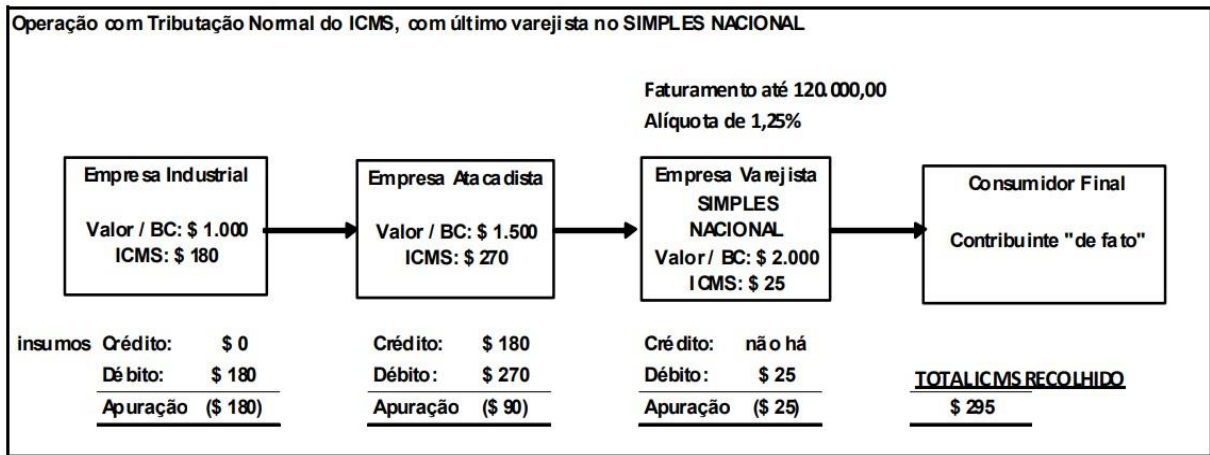 Operação com Tributação Normal do ICMS, com último varejista no SIMPLES NACIONAL
Faturamento até 120.000,00
Alíquota de 1,25%
Empresa Industrial
Valor / BC: $ 1.000
ICMS: $ 180
Empresa Atacadista
Valor / BC: $ 1.500
ICMS: $ 270
Empresa Varejista
SIMPLES
NACIONAL
Valor / BC: $ 2.000
ICMS: $ 25
Consumidor Final
Contribuinte "de fato"
insumos Crédito: $ 0
Débito: $ 180
Apuração ($ 180)
Crédito: $ 180
Débito: $ 270
Apuração ($ 90)
Crédito: não há
Débito: $ 25
Apuração ($ 25)
TOTAL ICMS RECOLHIDO
$ 295